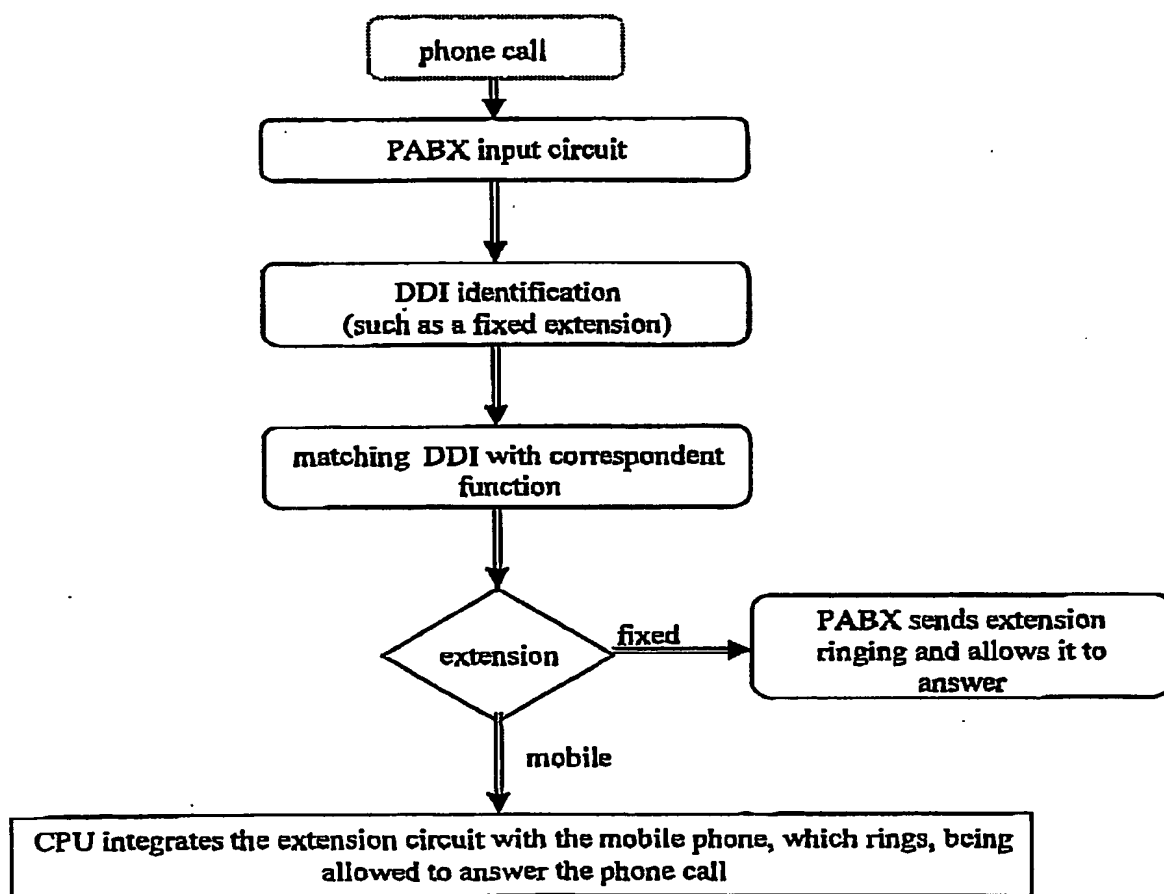 phone call
PABX input circuit
DDI identification
(such as a fixed extension)
matching DDI with correspondent
function
extension
fixed
PABX sends extension
ringing and allows it to
answer
mobile
CPU integrates the extension circuit with the mobile phone, which rings, being
allowed to answer the phone call